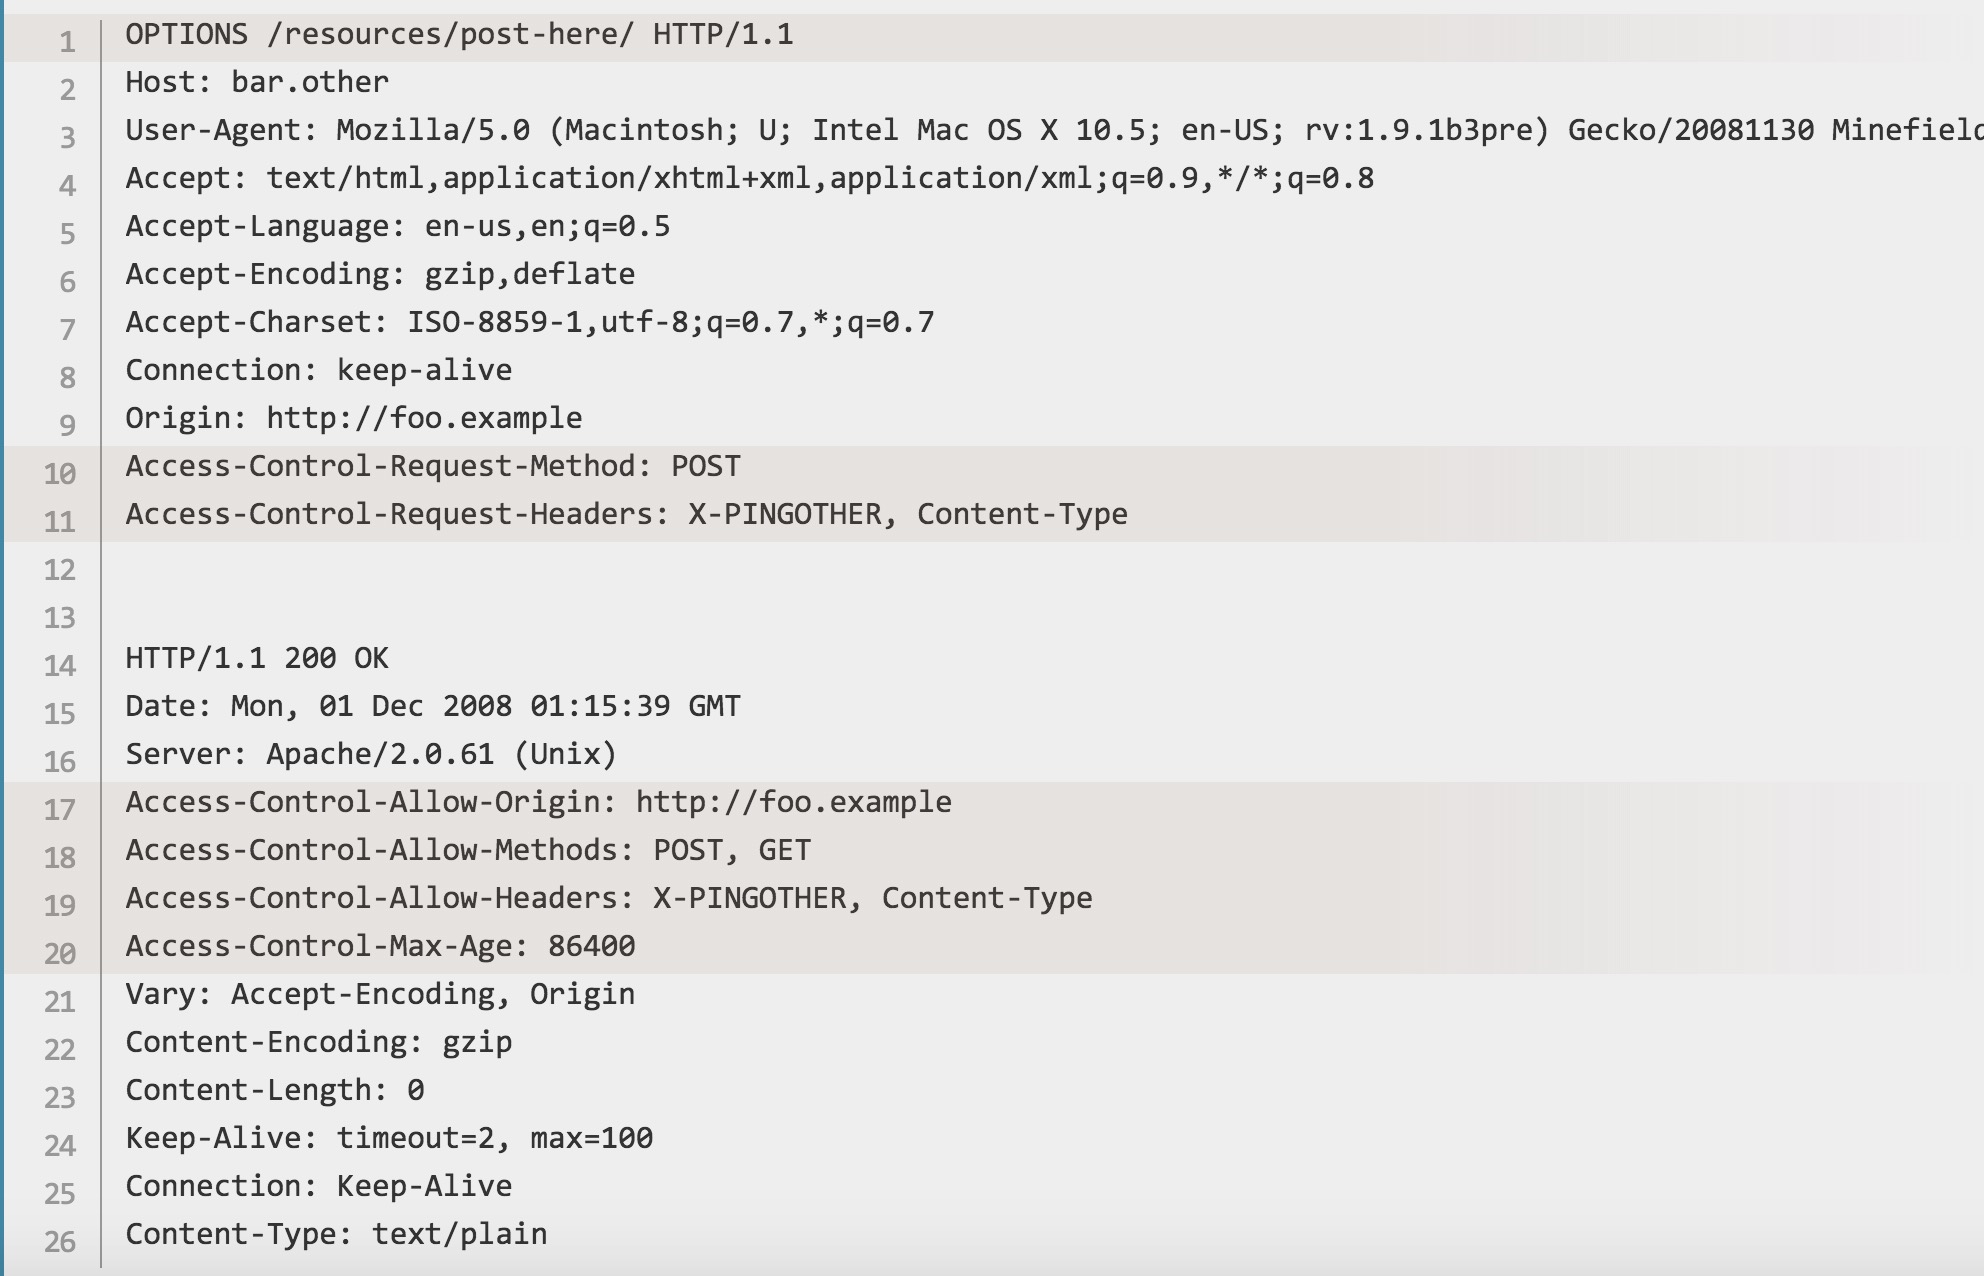 1 OPTIONS /resources/post-here/ HTTP/1.1
2 Host: bar.other
3 User-Agent: Mozilla/5.0 (Macintosh; U; Intel Mac OS X 10.5; en-US; rv:1.9.1b3pre) Gecko/20081130 Minefield
4 Accept: text/html,application/xhtml+xml,application/xml;q=0.9,*/*;q=0.8
5 Accept-Language: en-us,en;q=0.5
6 Accept-Encoding: gzip,deflate
7 Accept-Charset: ISO-8859-1,utf-8;q=0.7,*;q=0.7
8 Connection: keep-alive
9 Origin: http://foo.example
10 Access-Control-Request-Method: POST
11 Access-Control-Request-Headers: X-PINGOTHER, Content-Type
12
13
14 HTTP/1.1 200 OK
15 Date: Mon, 01 Dec 2008 01:15:39 GMT
16 Server: Apache/2.0.61 (Unix)
17 Access-Control-Allow-Origin: http://foo.example
18 Access-Control-Allow-Methods: POST, GET
19 Access-Control-Allow-Headers: X-PINGOTHER, Content-Type
20 Access-Control-Max-Age: 86400
21 Vary: Accept-Encoding, Origin
22 Content-Encoding: gzip
23 Content-Length: 0
24 Keep-Alive: timeout=2, max=100
25 Connection: Keep-Alive
26 Content-Type: text/plain